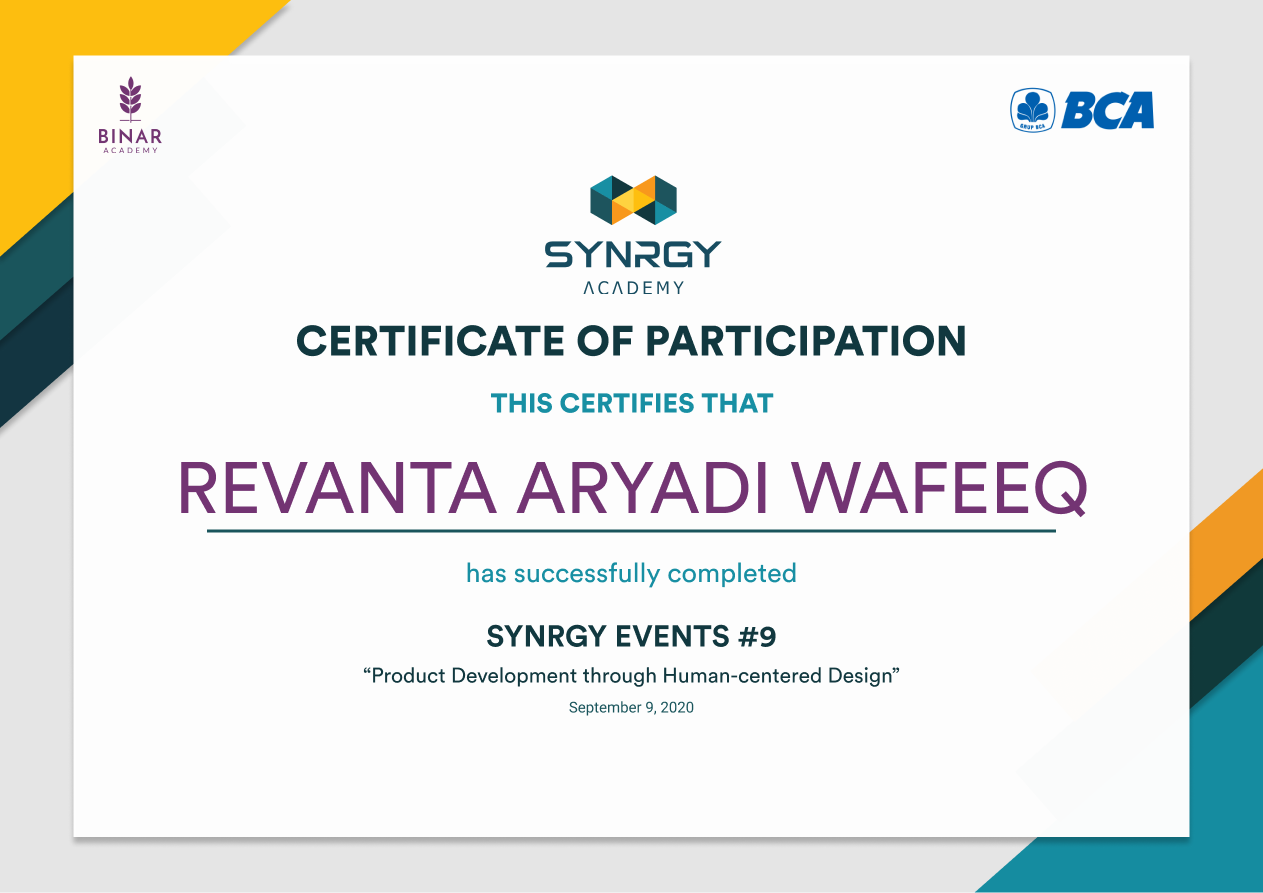 BINAR
ACADEMY
GRUP BCA
BCA
SYNRGY
ACADEMY
CERTIFICATE OF PARTICIPATION
THIS CERTIFIES THAT
REVANTA ARYADI WAFEEQ
has successfully completed
SYNRGY EVENTS #9
“Product Development through Human-centered Design”
September 9, 2020